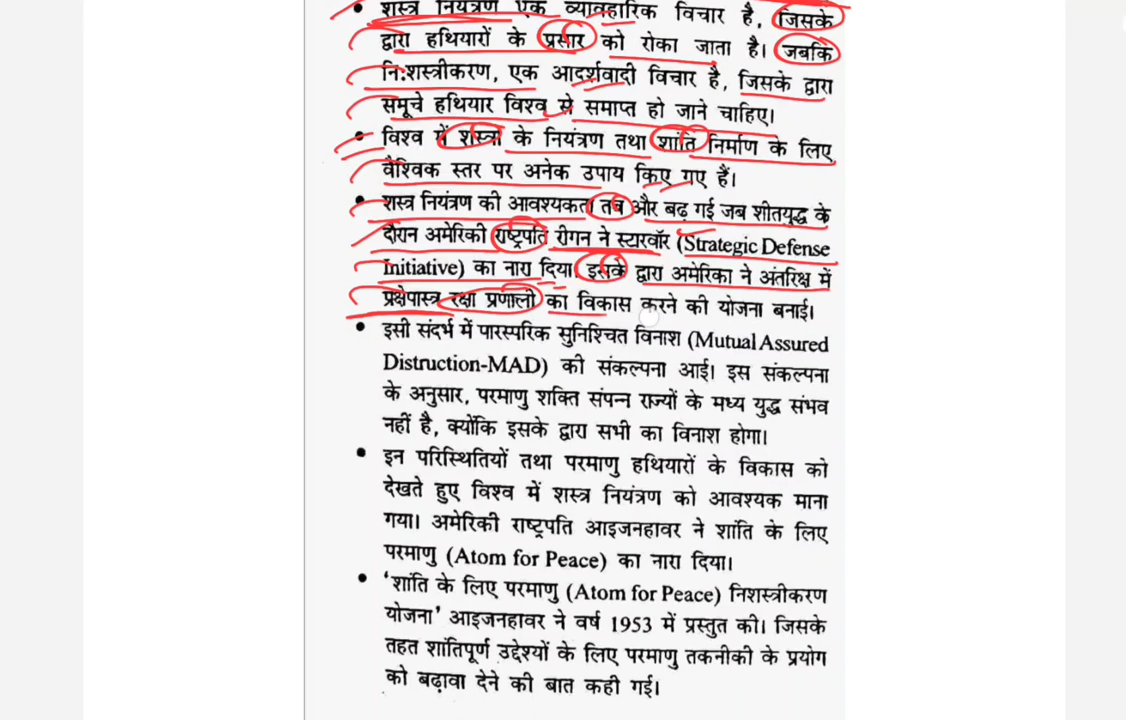 • शस्त्र नियंत्रण एक व्यावहारिक विचार है, जिसके
द्वारा हथियारों के प्रसार को रोका जाता है। जबकि
नि:शस्त्रीकरण, एक आदर्शवादी विचार है, जिसके द्वारा
समूचे हथियार विश्व से समाप्त हो जाने चाहिए।
• विश्व में शस्त्रों के नियंत्रण तथा शांति निर्माण के लिए
वैश्विक स्तर पर अनेक उपाय किए गए हैं।
• शस्त्र नियंत्रण की आवश्यकता तब और बढ़ गई जब शीतयुद्ध के
दौरान अमेरिकी राष्ट्रपति रीगन ने स्टारवॉर (Strategic Defense
Initiative) का नारा दिया, इसके द्वारा अमेरिका ने अंतरिक्ष में
प्रक्षेपास्त्र रक्षा प्रणाली का विकास करने की योजना बनाई।
• इसी संदर्भ में पारस्परिक सुनिश्चित विनाश (Mutual Assured
Distruction-MAD) की संकल्पना आई। इस संकल्पना
के अनुसार, परमाणु शक्ति संपन्न राज्यों के मध्य युद्ध संभव
नहीं है, क्योंकि इसके द्वारा सभी का विनाश होगा।
• इन परिस्थितियों तथा परमाणु हथियारों के विकास को
देखते हुए विश्व में शस्त्र नियंत्रण को आवश्यक माना
गया। अमेरिकी राष्ट्रपति आइजनहावर ने शांति के लिए
परमाणु (Atom for Peace) का नारा दिया।
• ‘शांति के लिए परमाणु (Atom for Peace) निशस्त्रीकरण
योजना’ आइजनहावर ने वर्ष 1953 में प्रस्तुत की। जिसके
तहत शांतिपूर्ण उद्देश्यों के लिए परमाणु तकनीकी के प्रयोग
को बढ़ावा देने की बात कही गई।